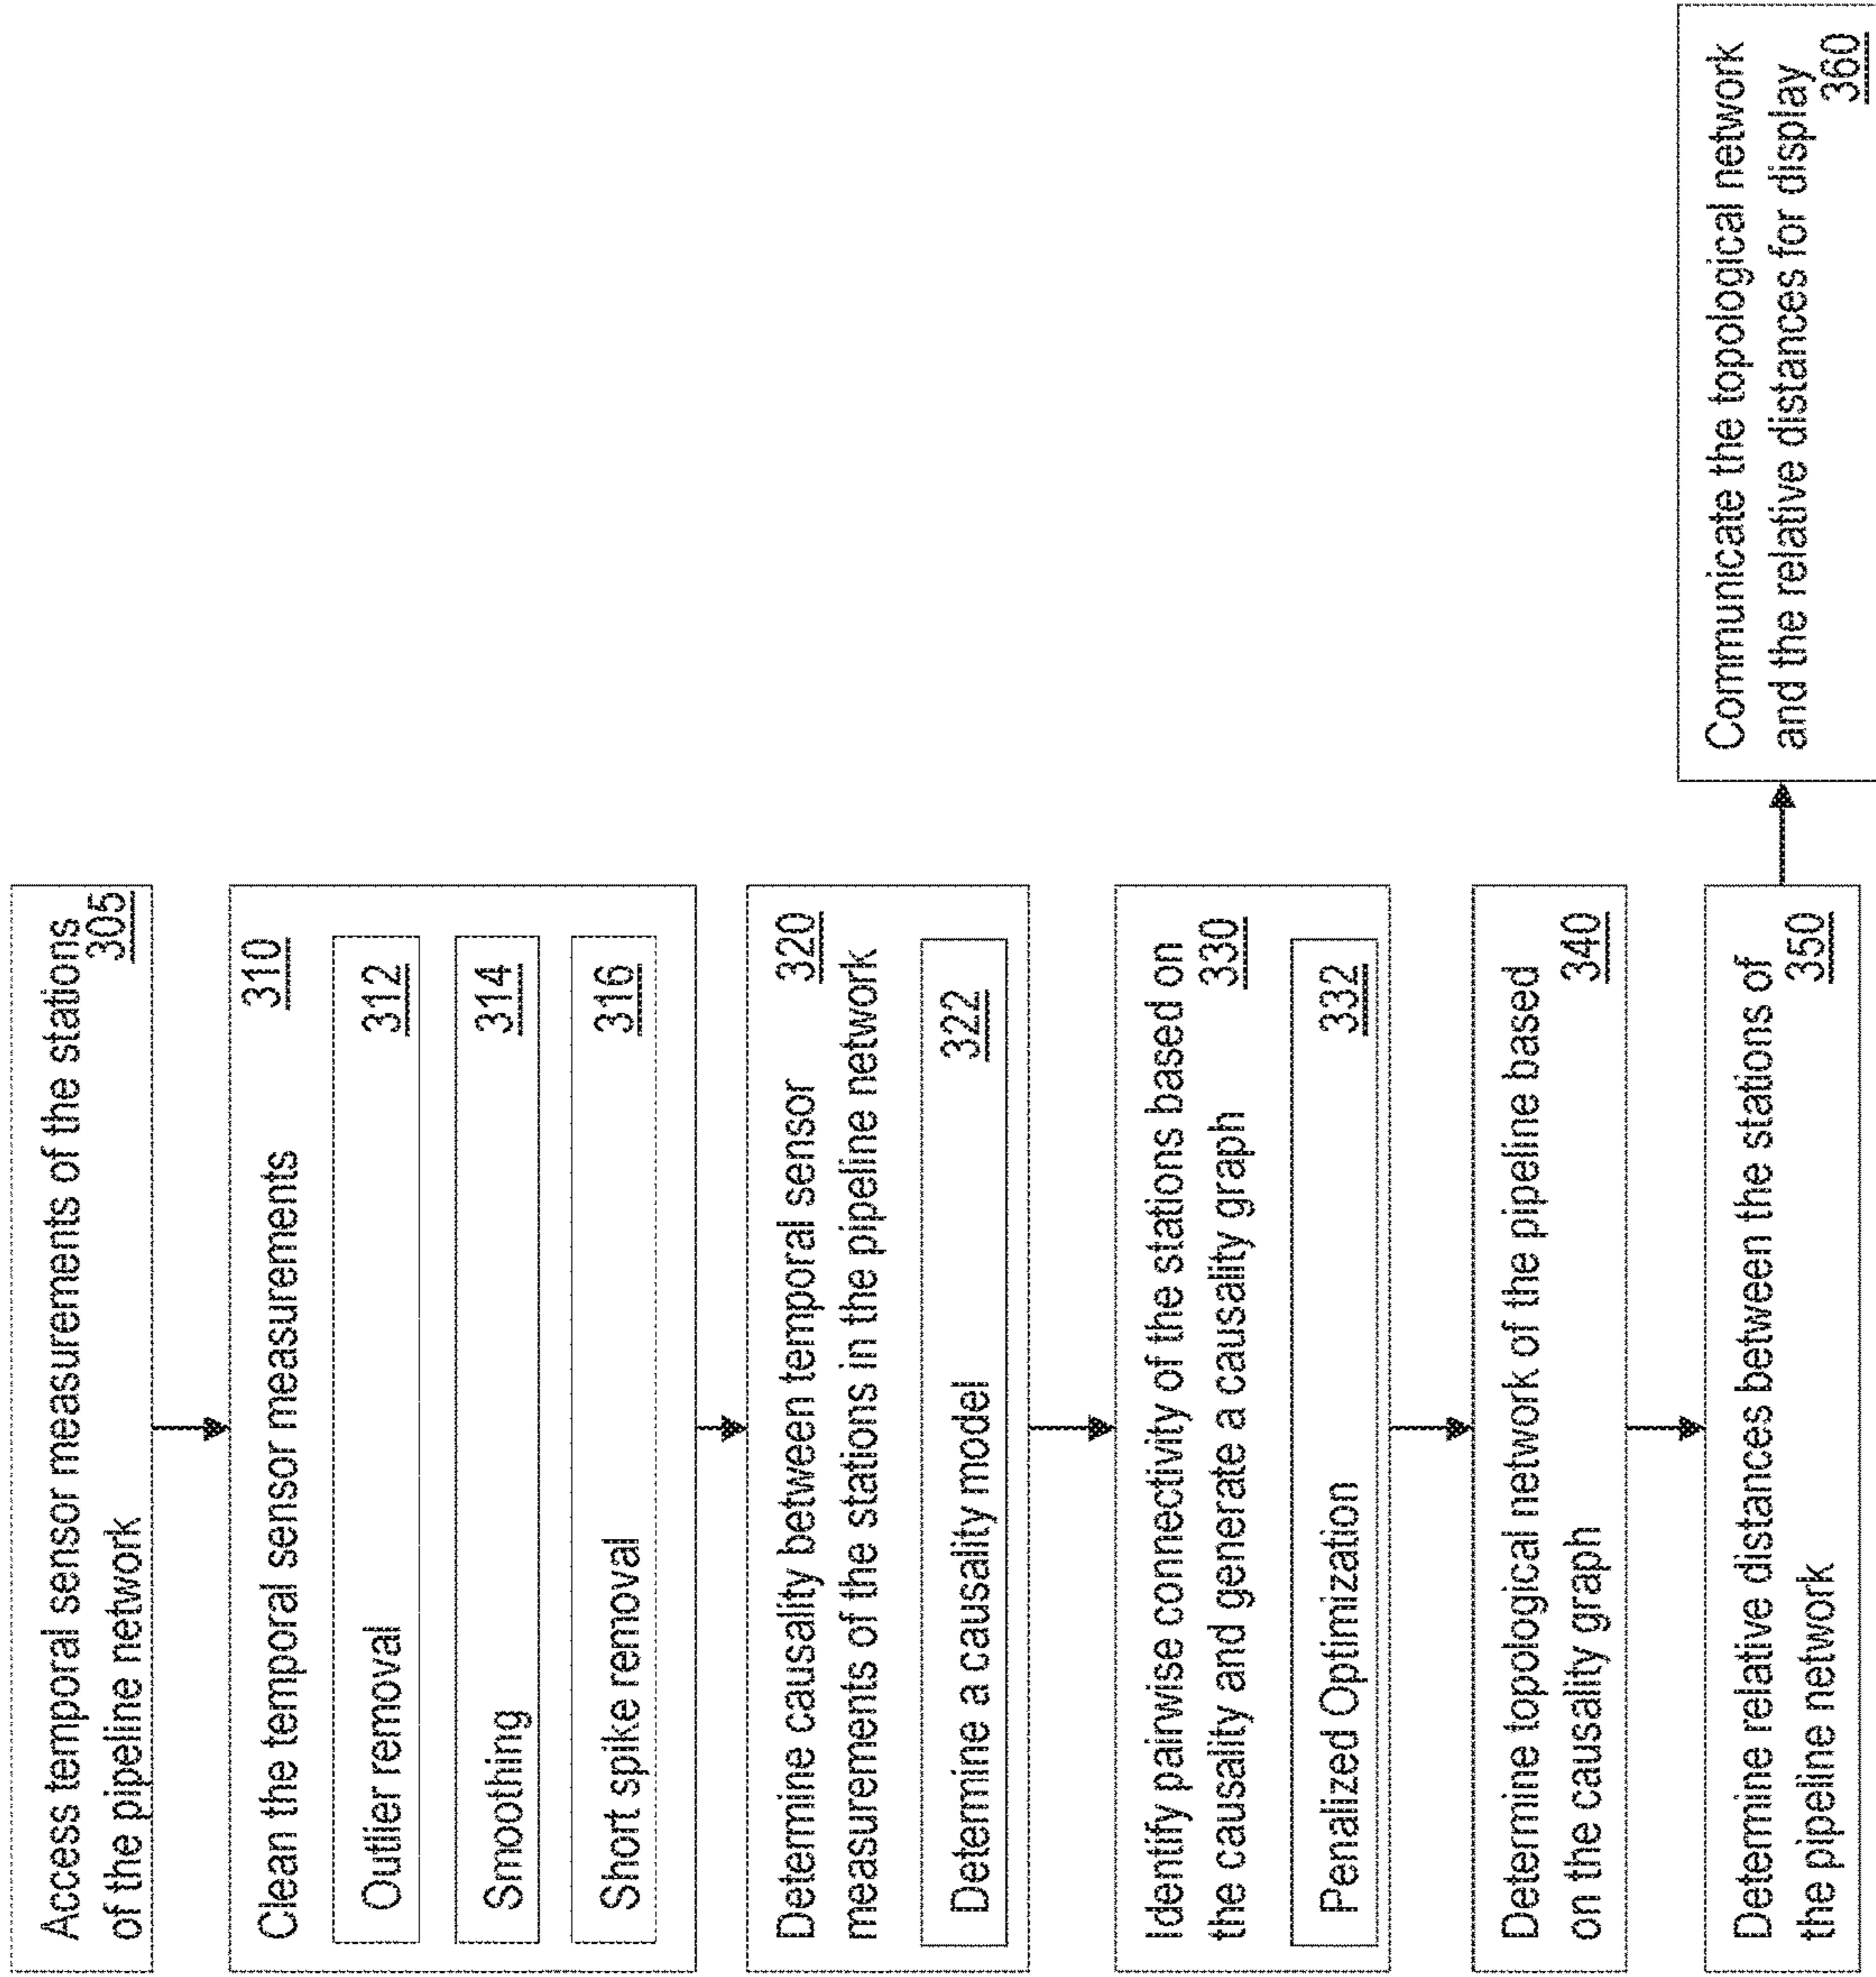 Access temporal sensor measurements of the stations
of the pipeline network 305
Clean the temporal sensor measurements 310
Outlier removal 312
Smoothing 314
Short spike removal 316
Determine causality between temporal sensor 320
measurements of the stations in the pipeline network
Determine a causality model 322
Identify pairwise connectivity of the stations based on
the causality and generate a causality graph 330
Penalized Optimization 332
Determine topological network of the pipeline based
on the causality graph 340
Determine relative distances between the stations of
the pipeline network 350
Communicate the topological network
and the relative distances for display
360